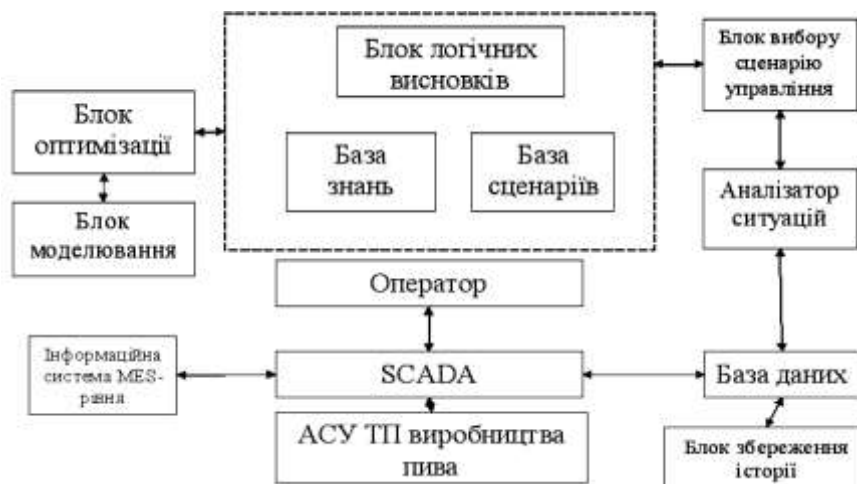 Блок логічних
висновків
Блок вибору
сценарію
управління
Блок
оптимізації
База
знань
База
сценаріїв
Аналізатор
ситуацій
Блок
моделювання
Оператор
Інформаційна
система MES-
рівня
SCADA
База даних
АСУ ТП виробництва
пива
Блок збереження
історії